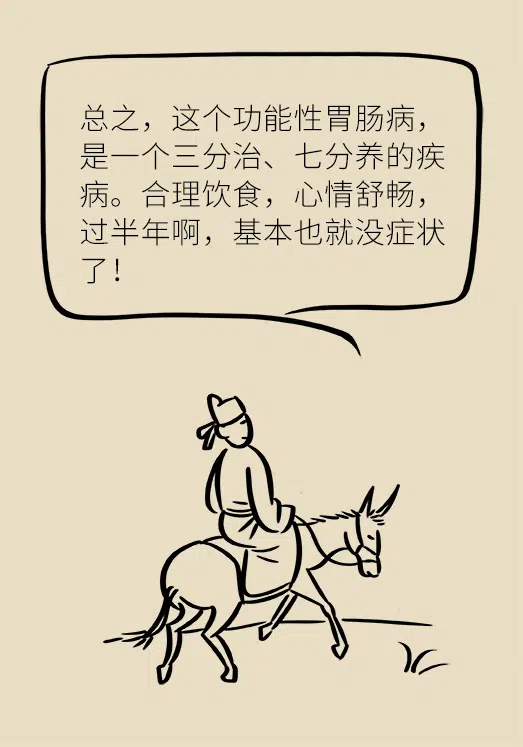 总之，这个功能性胃肠病，
是一个三分治、七分养的疾
病。合理饮食，心情舒畅，
过半年啊，基本也就没症状
了！